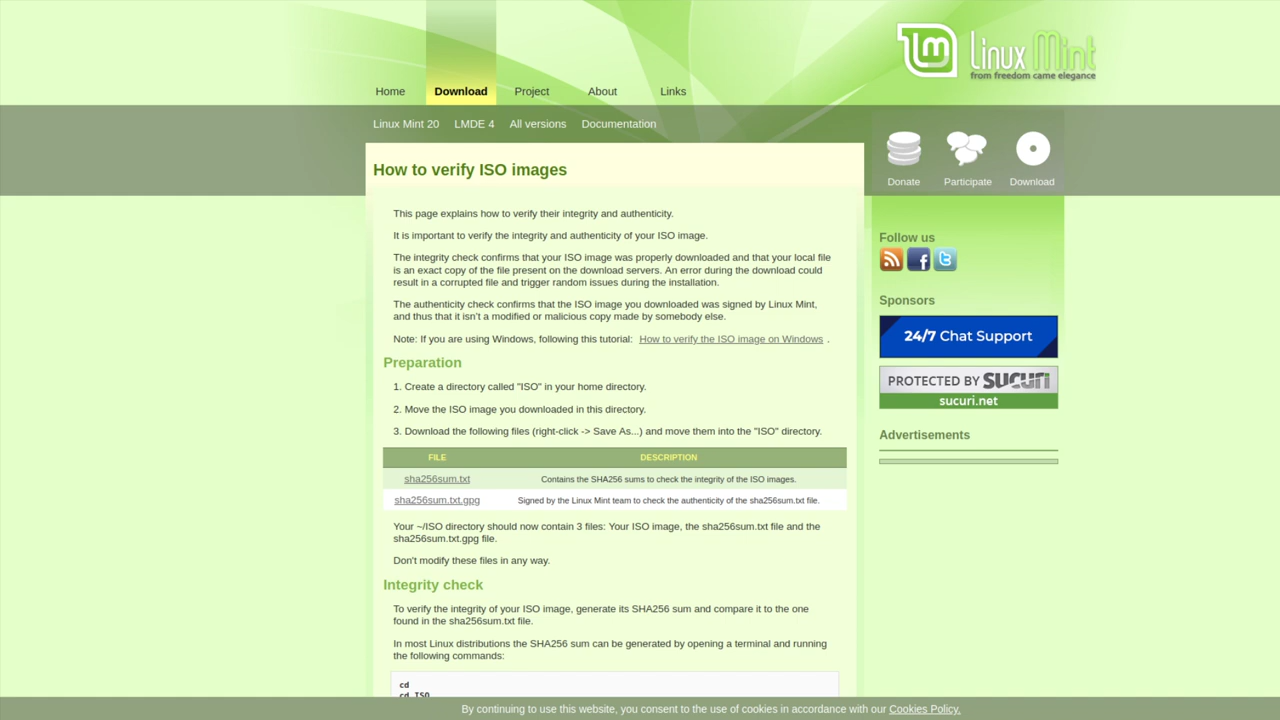 Linux Mint
from freedom came elegance
Home
Download
Project
About
Links
Linux Mint 20
LMDE 4
All versions
Documentation
Donate
Participate
Download
How to verify ISO images
This page explains how to verify their integrity and authenticity.
It is important to verify the integrity and authenticity of your ISO image.
The integrity check confirms that your ISO image was properly downloaded and that your local file
is an exact copy of the file present on the download servers. An error during the download could
result in a corrupted file and trigger random issues during the installation.
The authenticity check confirms that the ISO image you downloaded was signed by Linux Mint,
and thus that it isn’t a modified or malicious copy made by somebody else.
Note: If you are using Windows, following this tutorial: How to verify the ISO image on Windows .
Preparation
1. Create a directory called "ISO" in your home directory.
2. Move the ISO image you downloaded in this directory.
3. Download the following files (right-click -> Save As...) and move them into the "ISO" directory.
FILE DESCRIPTION
sha256sum.txt Contains the SHA256 sums to check the integrity of the ISO images.
sha256sum.txt.gpg Signed by the Linux Mint team to check the authenticity of the sha256sum.txt file.
Your ~/ISO directory should now contain 3 files: Your ISO image, the sha256sum.txt file and the
sha256sum.txt.gpg file.
Don't modify these files in any way.
Integrity check
To verify the integrity of your ISO image, generate its SHA256 sum and compare it to the one
found in the sha256sum.txt file.
In most Linux distributions the SHA256 sum can be generated by opening a terminal and running
the following commands:
cd
cd ISO
Follow us
Sponsors
24/7 Chat Support
PROTECTED BY SUCURI
sucuri.net
Advertisements
By continuing to use this website, you consent to the use of cookies in accordance with our Cookies Policy.